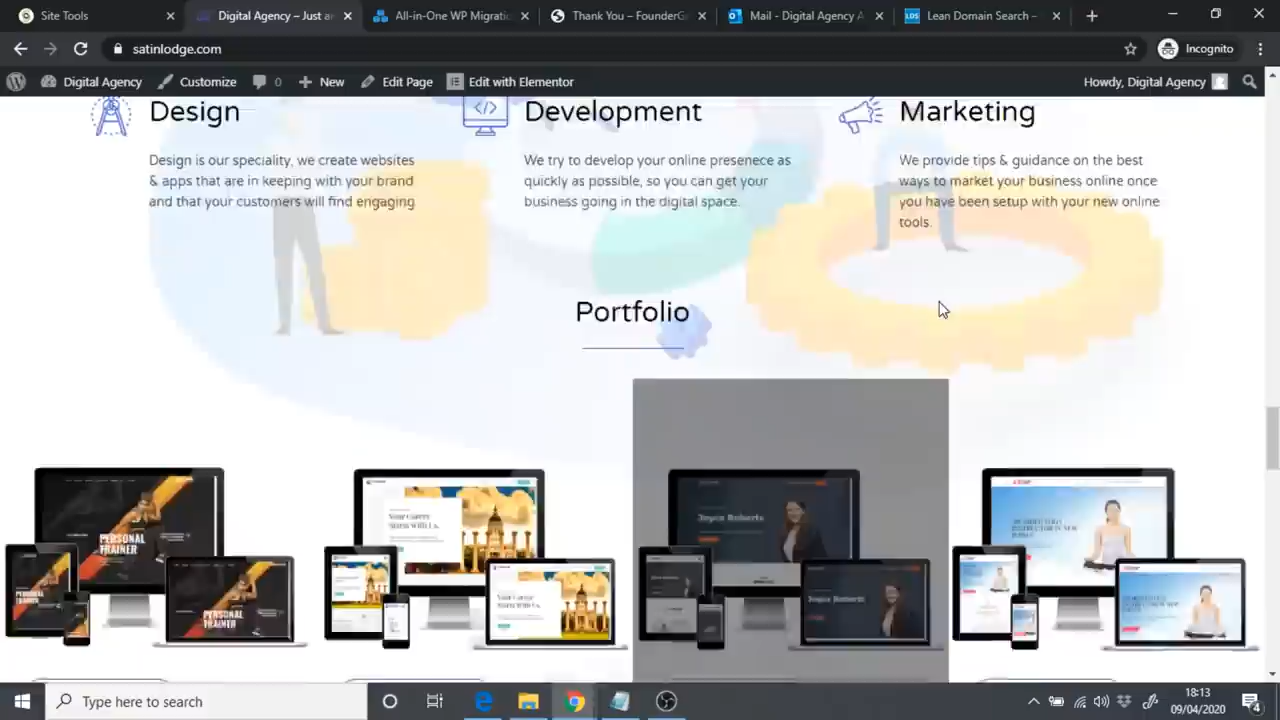 Site Tools
Digital Agency – Just an
All-in-One WP Migratio
Thank You – FounderG
Mail - Digital Agency A
LDS
Lean Domain Search –
satinlodge.com
Incognito
Digital Agency
Customize
0
New
Edit Page
Edit with Elementor
Howdy, Digital Agency
Design
Development
Marketing
Design is our speciality, we create websites
& apps that are in keeping with your brand
and that your customers will find engaging
We try to develop your online presenece as
quickly as possible, so you can get your
business going in the digital space.
We provide tips & guidance on the best
ways to market your business online once
you have been setup with your new online
tools.
Portfolio
PERSONAL
TRAINER
PERSONAL
TRAINER
Your Career
Starts With Us.
Joyce Roberts
Joyce Roberts
Type here to search
18:13
09/04/2020
4